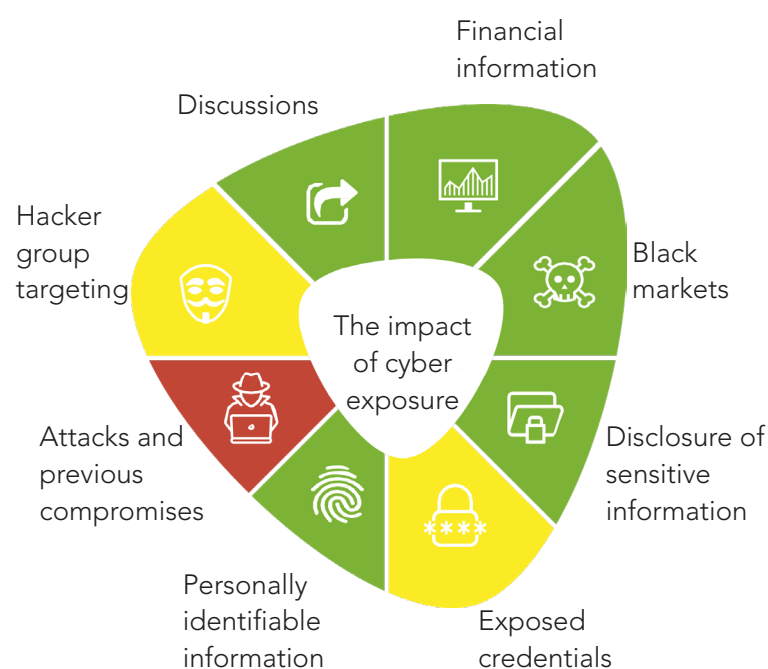 Financial
information
Discussions
Hacker
group
targeting
Black
markets
The impact
of cyber
exposure
Attacks and
previous
compromises
Disclosure of
sensitive
information
****
Personally
identifiable
information
Exposed
credentials